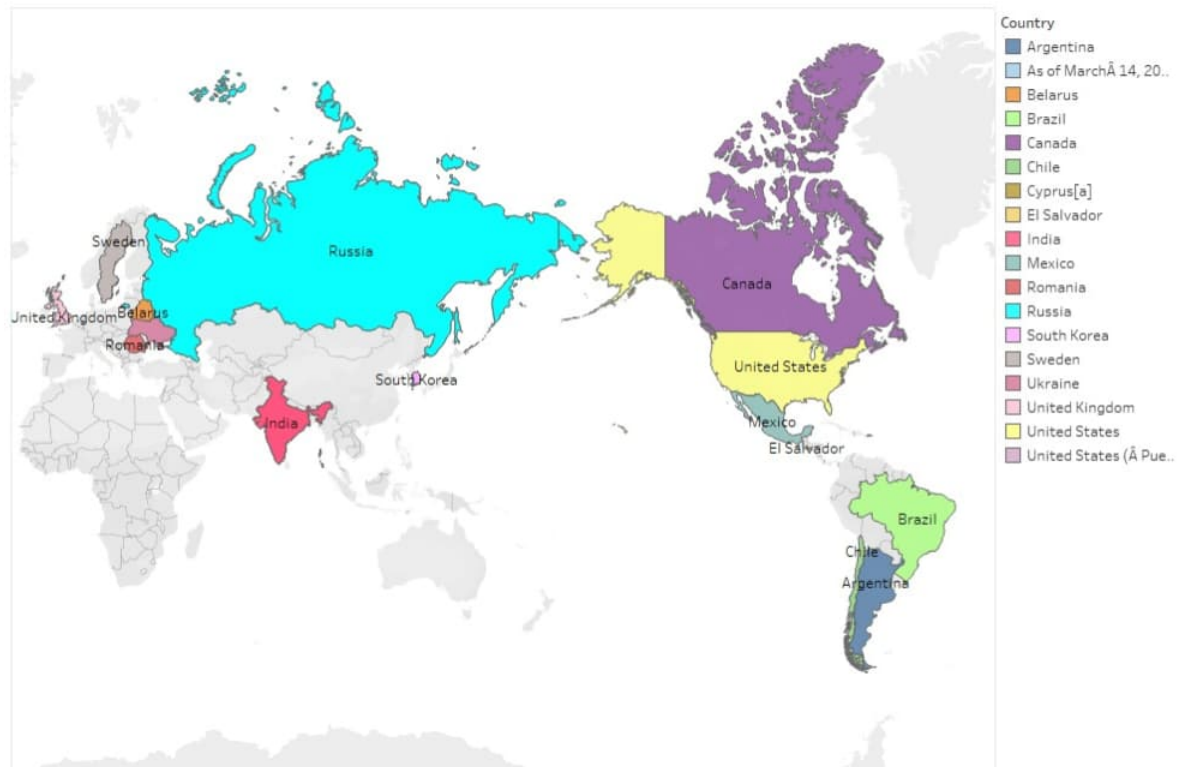 Country
Argentina
As of MarchÂ 14, 20..
Belarus
Brazil
Canada
Chile
Cyprus[a]
El Salvador
India
Mexico
Romania
Russia
South Korea
Sweden
Ukraine
United Kingdom
United States
United States (Â Pue..
Sweden
Russia
Canada
United Kingdom
Belarus
Romania
United States
South Korea
India
Mexico
El Salvador
Brazil
Chile
Argentina